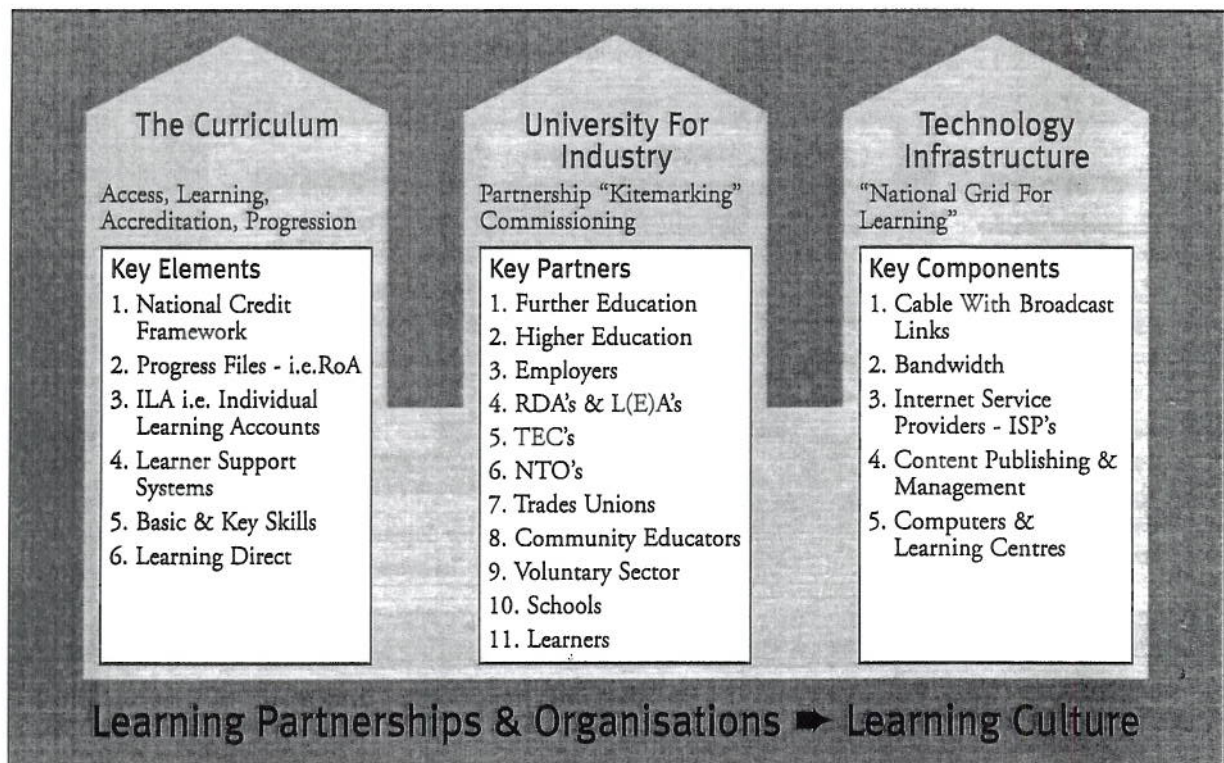 The Curriculum
Access, Learning,
Accreditation, Progression
Key Elements
1. National Credit
Framework
2. Progress Files - i.e.RoA
3. ILA i.e. Individual
Learning Accounts
4. Learner Support
Systems
5. Basic & Key Skills
6. Learning Direct
University For
Industry
Partnership “Kitemarking”
Commissioning
Key Partners
1. Further Education
2. Higher Education
3. Employers
4. RDA's & L(E)A's
5. TEC's
6. NTO's
7. Trades Unions
8. Community Educators
9. Voluntary Sector
10. Schools
11. Learners
Technology
Infrastructure
“National Grid For
Learning”
Key Components
1. Cable With Broadcast
Links
2. Bandwidth
3. Internet Service
Providers - ISP's
4. Content Publishing &
Management
5. Computers &
Learning Centres
Learning Partnerships & Organisations ➨ Learning Culture